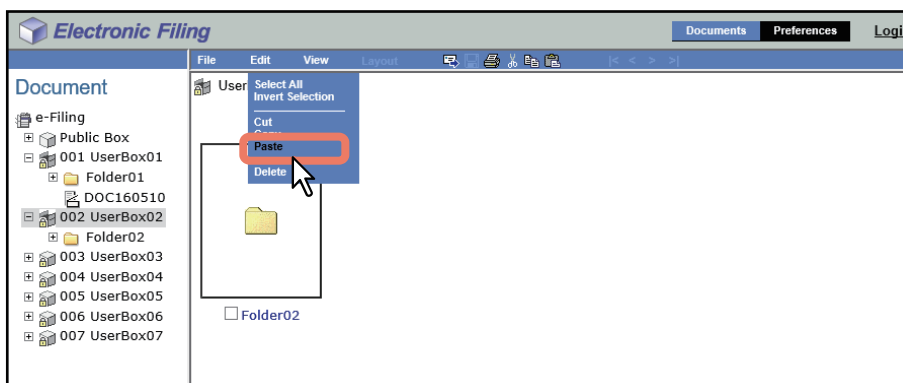 Electronic Filing
Documents Preferences Logi
File Edit View Layout |< < > >|
Document
User
Select All
Invert Selection
Cut
Copy
Paste
Delete
e-Filing
Public Box
001 UserBox01
Folder01
DOC160510
002 UserBox02
Folder02
003 UserBox03
004 UserBox04
005 UserBox05
006 UserBox06
007 UserBox07
Folder02